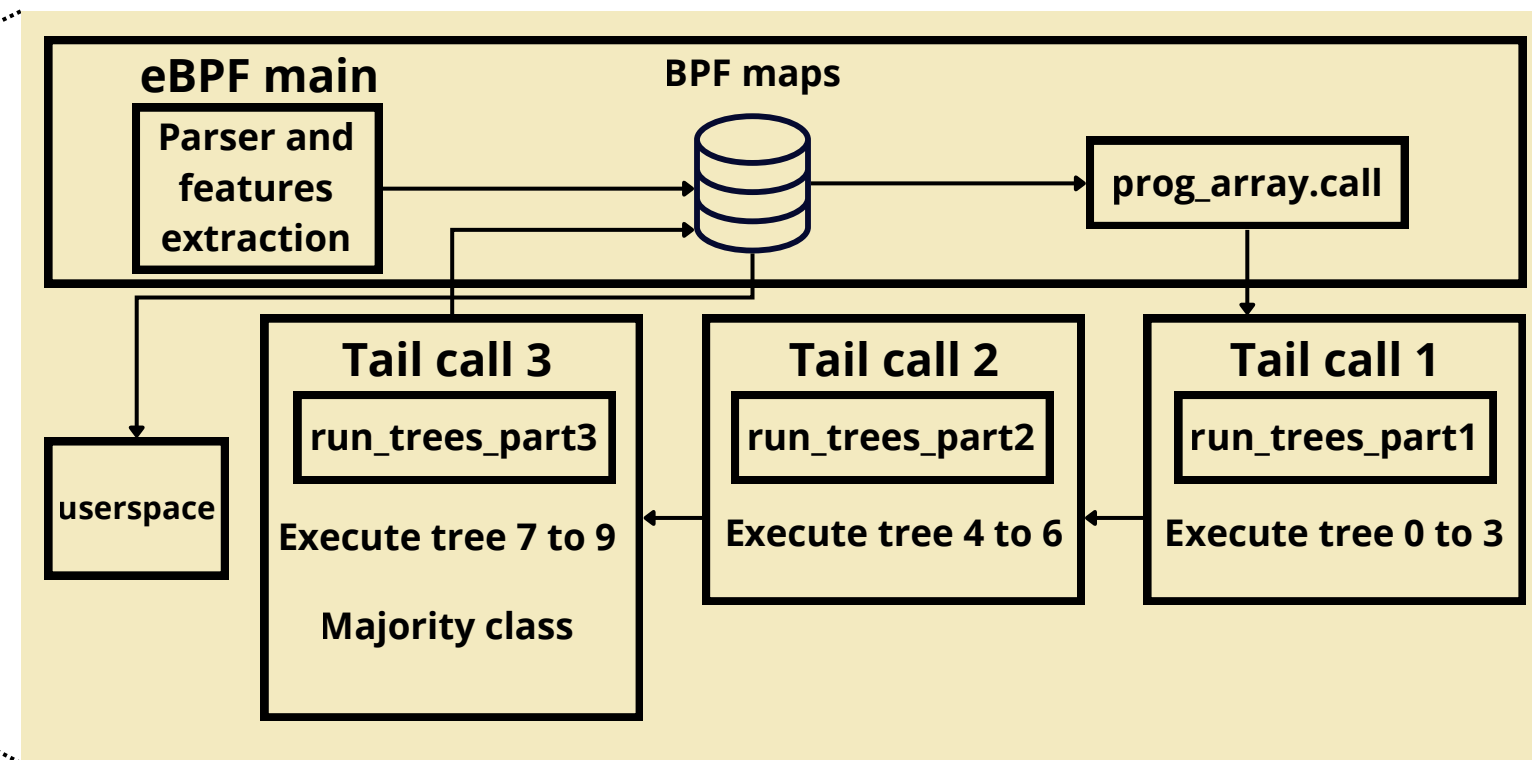 eBPF main
BPF maps
Parser and
features
extraction
prog_array.call
Tail call 3
run_trees_part3
Execute tree 7 to 9
Majority class
Tail call 2
run_trees_part2
Execute tree 4 to 6
Tail call 1
run_trees_part1
Execute tree 0 to 3
userspace